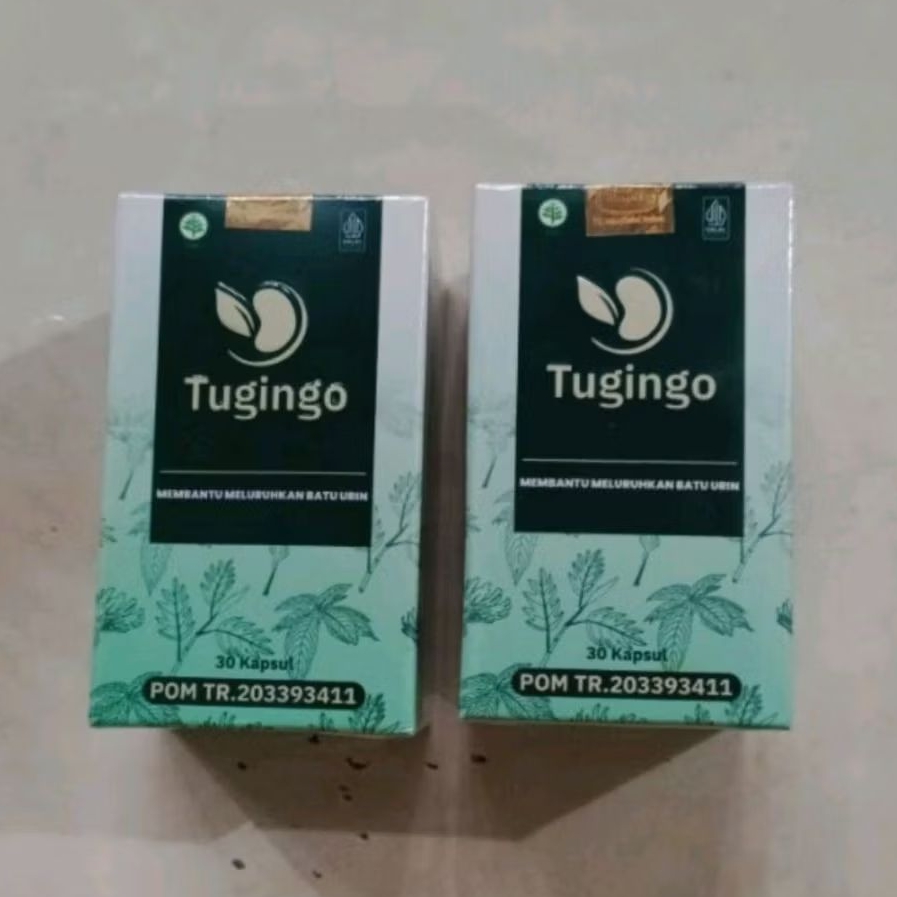 Tugingo
MEMBANTU MELURUHKAN BATU URIN
30 Kapsul
POM TR.203393411
Tugingo
MEMBANTU MELURUHKAN BATU URIN
30 Kapsul
POM TR.203393411